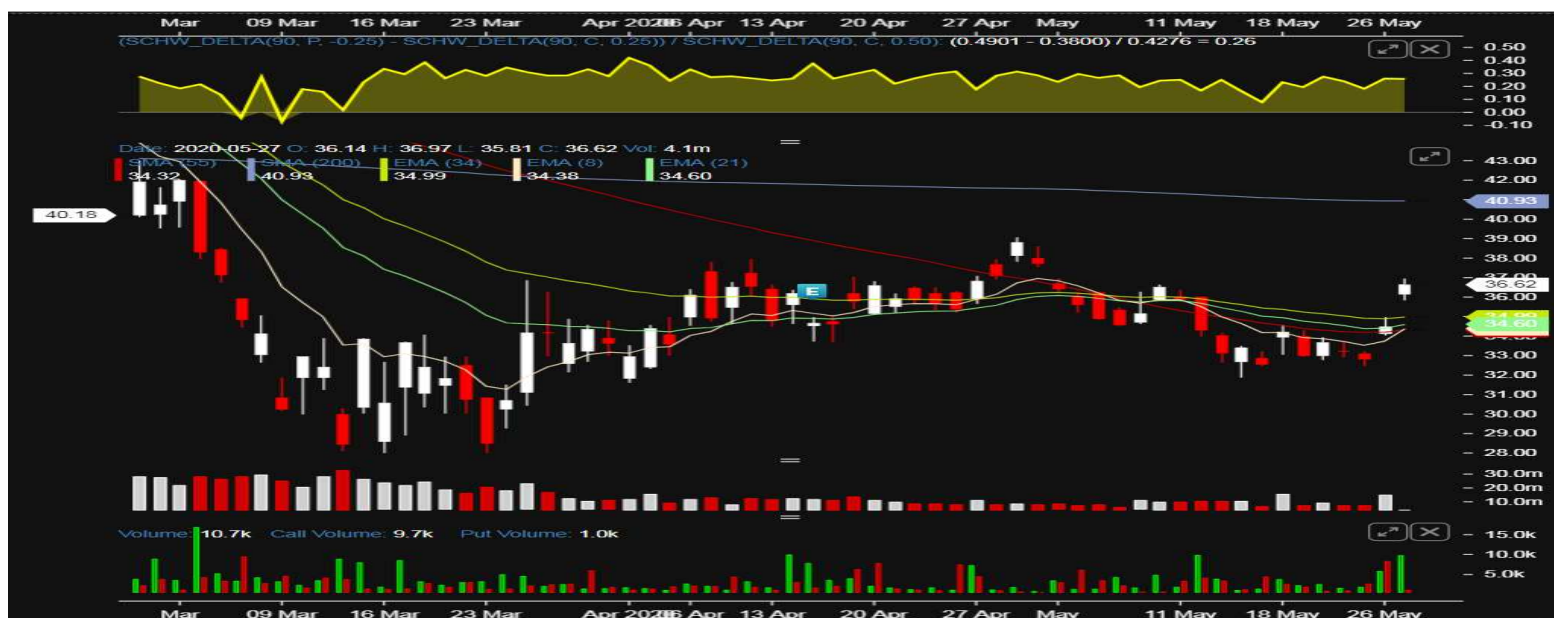 Mar 09 Mar 16 Mar 23 Mar Apr 2020 06 Apr 13 Apr 20 Apr 27 Apr May 11 May 18 May 26 May
(SCHW_DELTA(90, P, -0.25) - SCHW_DELTA(90, C, 0.25)) / SCHW_DELTA(90, C, 0.50): (0.4901 - 0.3800) / 0.4276 = 0.26
0.50
0.40
0.30
0.20
0.10
0.00
-0.10
Date: 2020-05-27 O: 36.14 H: 36.97 L: 35.81 C: 36.62 Vol: 4.1m
SMA (55) SMA (200) EMA (34) EMA (8) EMA (21)
34.32 40.93 34.99 34.38 34.60
43.00
42.00
40.93
40.18
40.00
39.00
38.00
37.00
36.62
36.00
E
34.99
34.60
33.00
32.00
31.00
30.00
29.00
28.00
30.0m
20.0m
10.0m
Volume: 10.7k Call Volume: 9.7k Put Volume: 1.0k
15.0k
10.0k
5.0k
Mar 09 Mar 16 Mar 23 Mar Apr 2020 06 Apr 13 Apr 20 Apr 27 Apr May 11 May 18 May 26 May